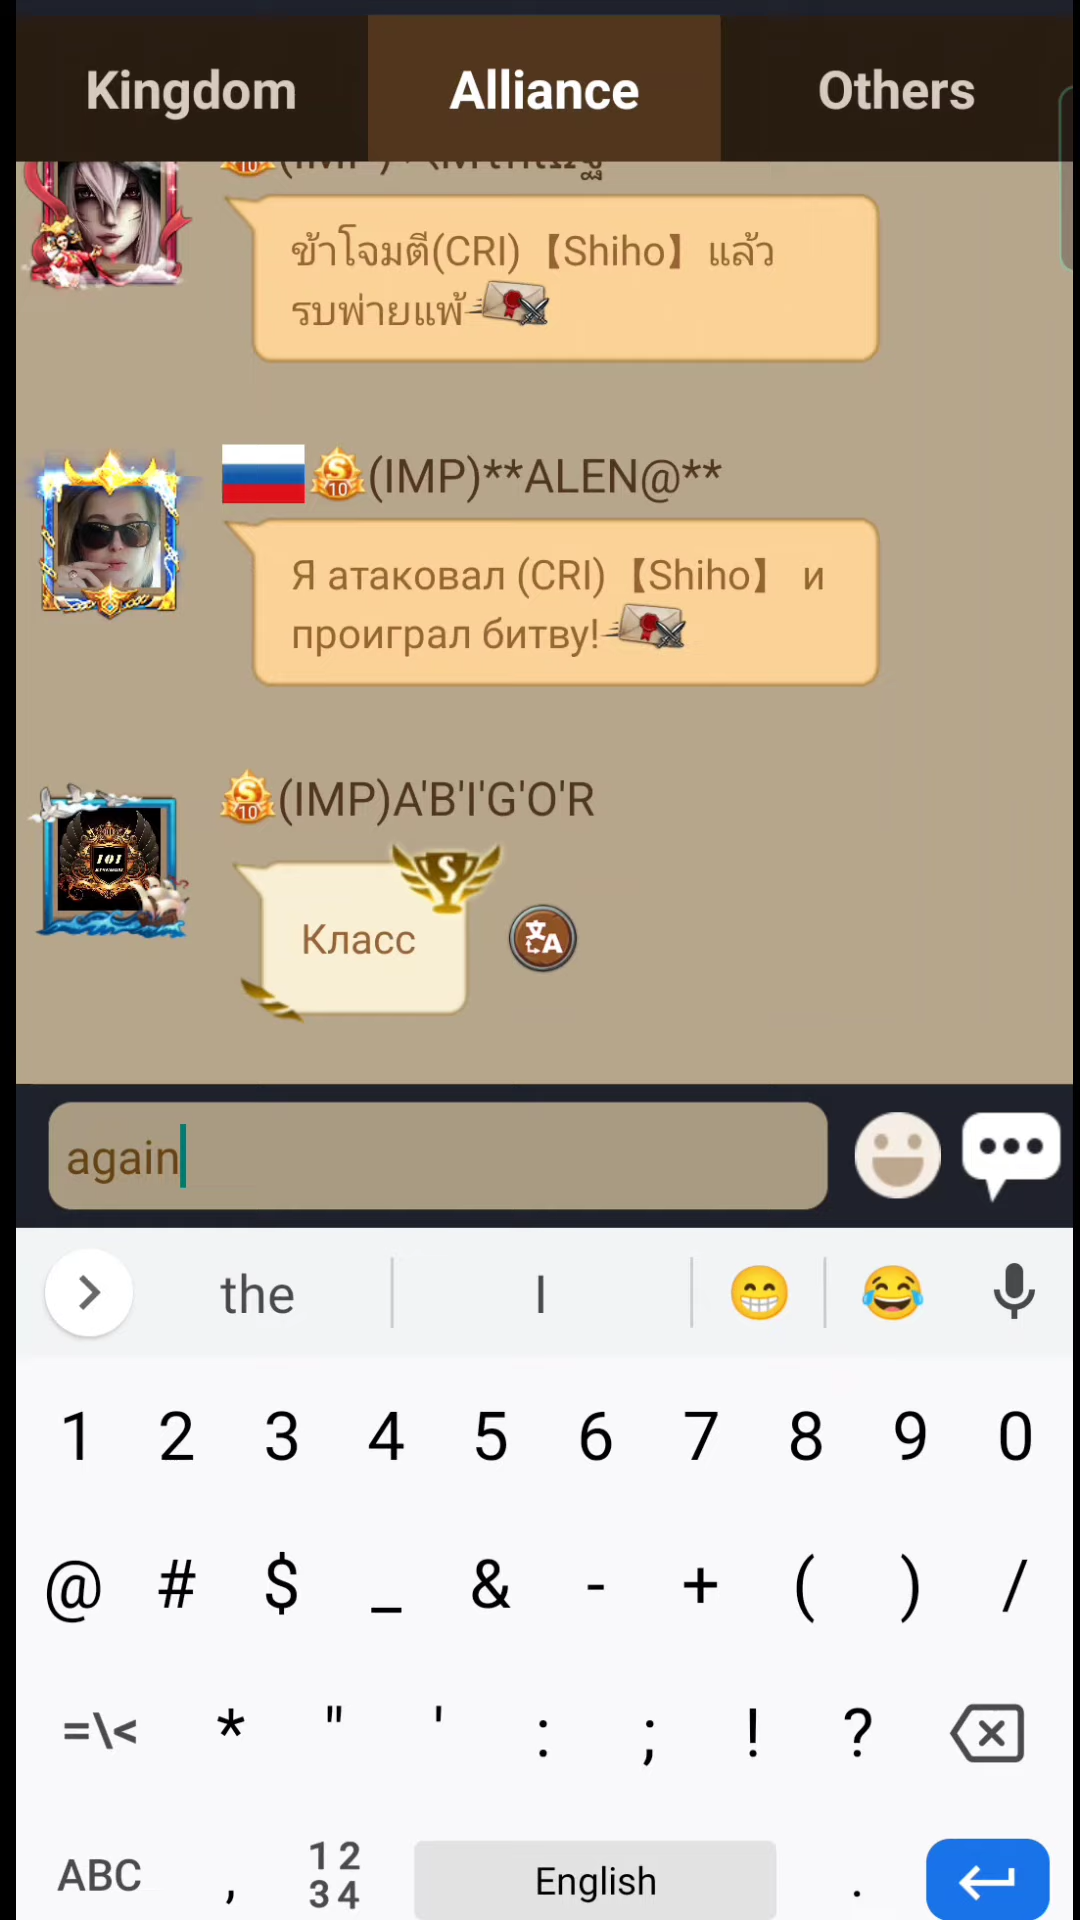 Kingdom Alliance Others
ข้าโจมตี(CRI)【Shiho】แล้ว
รบพ่ายแพ้
(IMP)**ALEN@**
Я атаковал (CRI)【Shiho】 и
проиграл битву!
(IMP)A'B'I'G'O'R
Класс
again
the I
1 2 3 4 5 6 7 8 9 0
@ # $ _ & - + ( ) /
=\< * " ' : ; ! ?
ABC , 12 34 English .